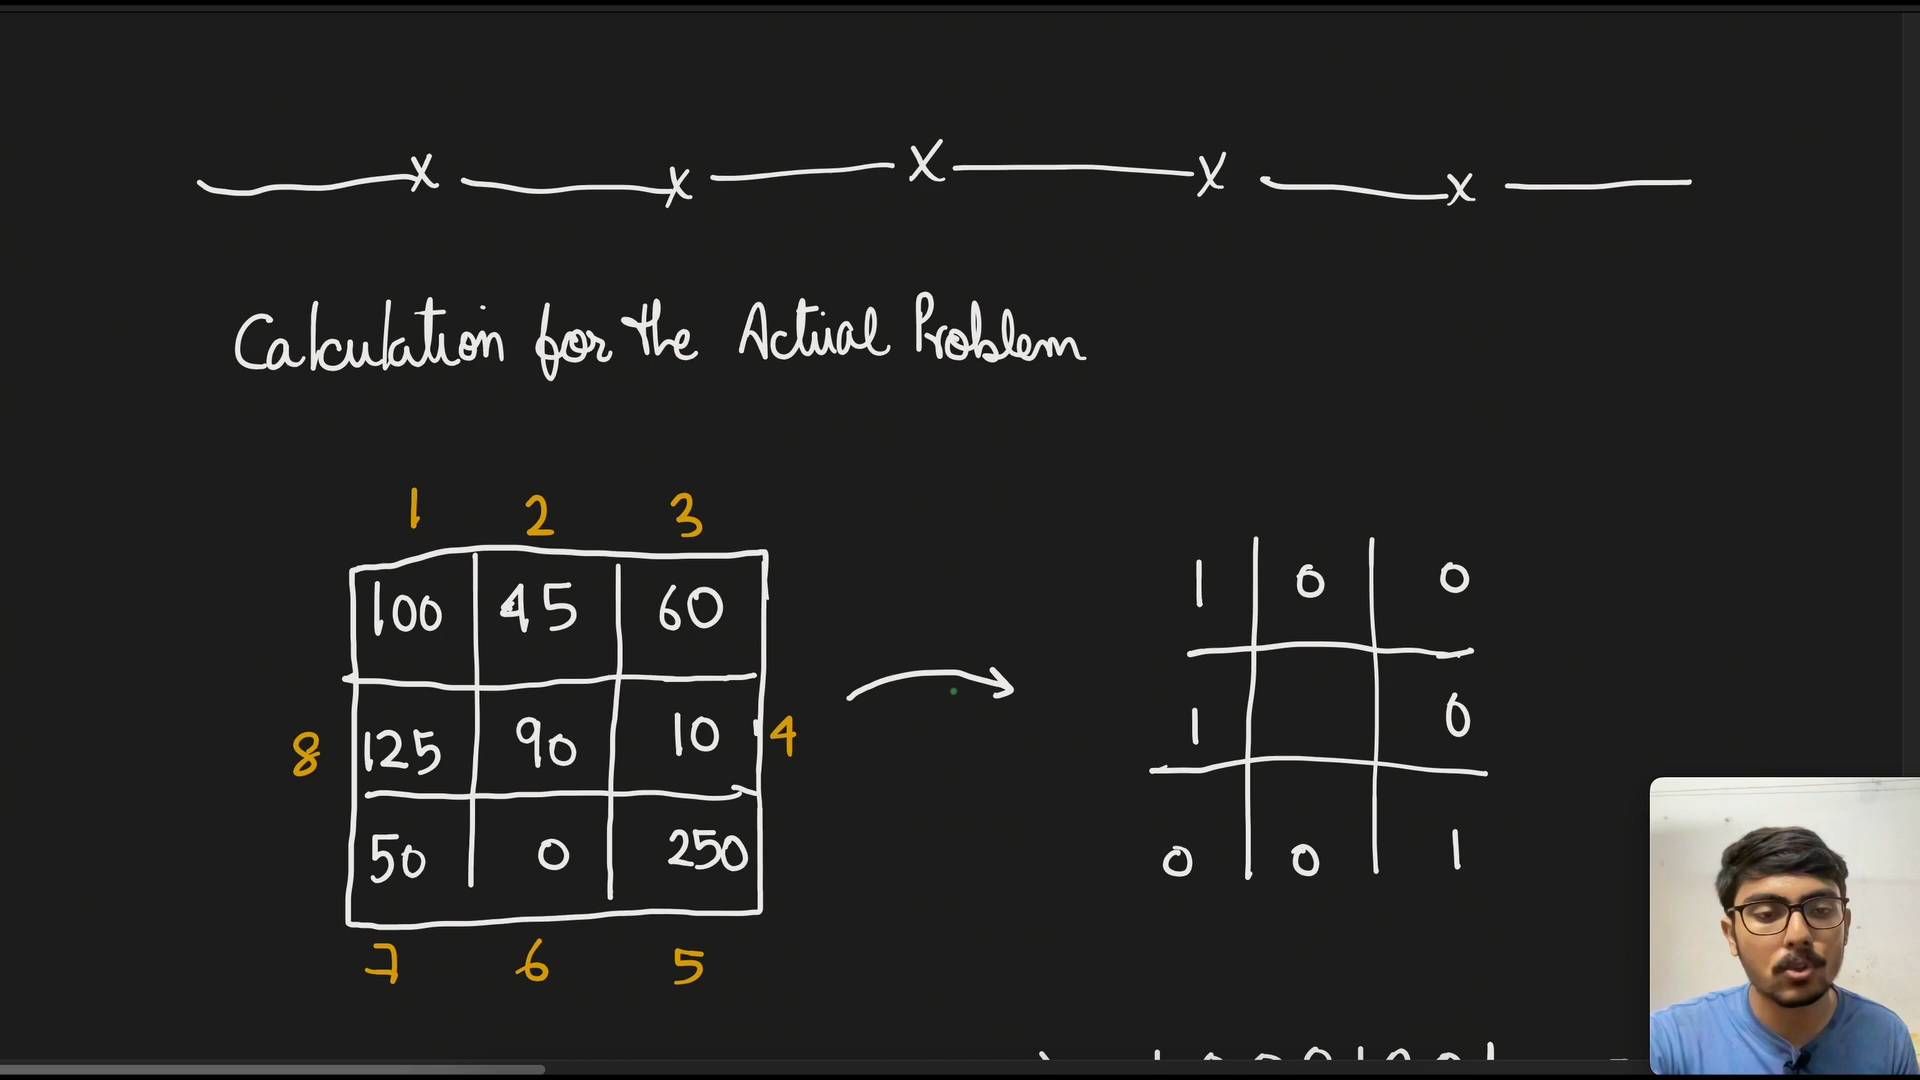 x x x x x
Calculation for the Actual Problem
1 2 3
100 45 60 1 0 0
8 125 90 10 4 1 0
50 0 250 0 0 1
7 6 5
10001001